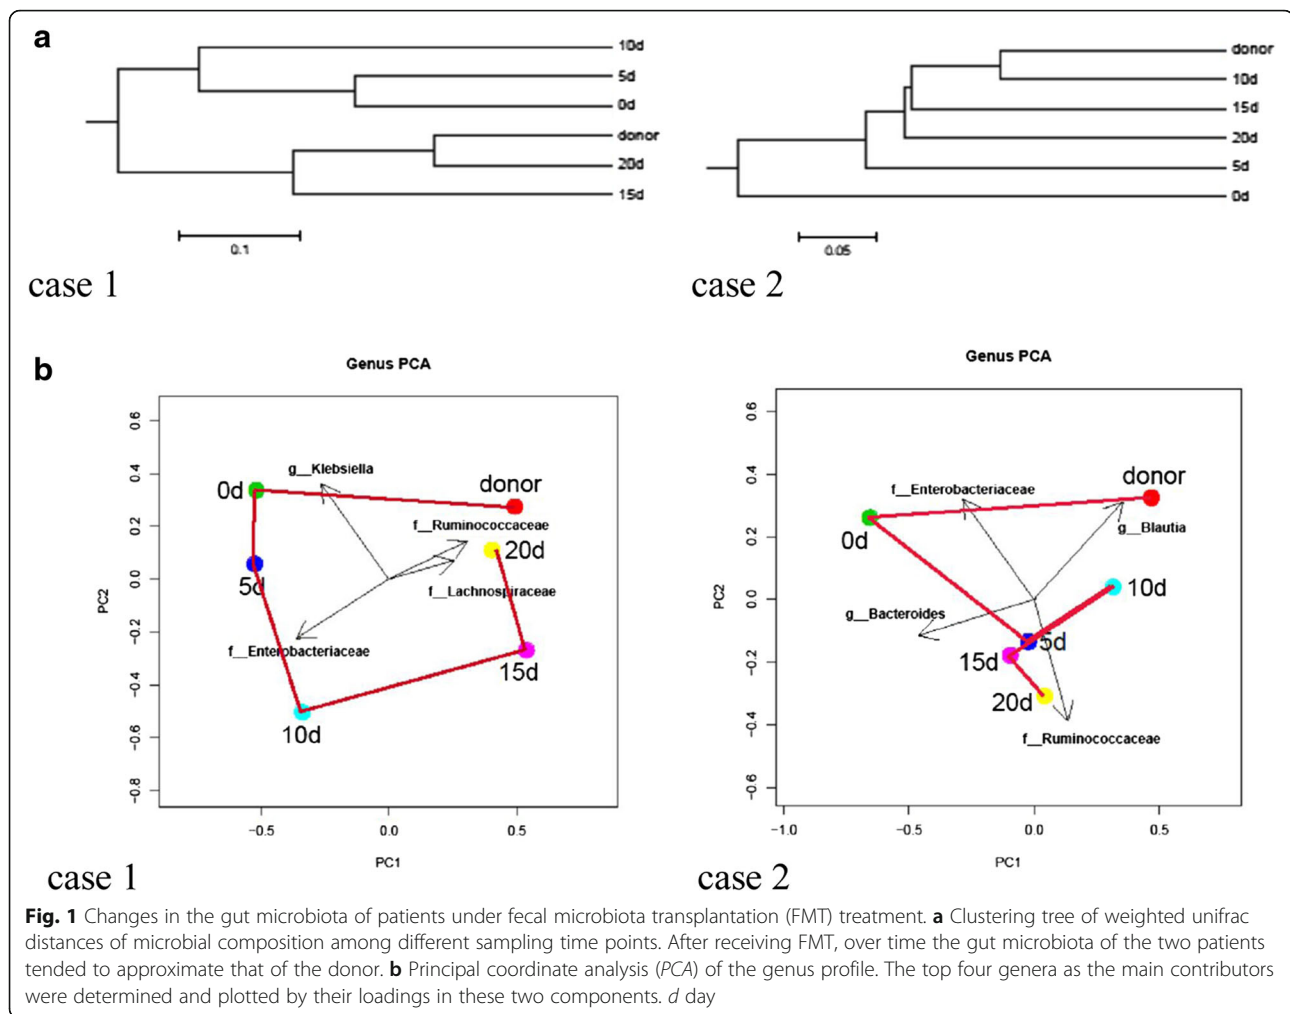 a
10d
5d
0d
donor
20d
15d
0.1
case 1
donor
10d
15d
20d
5d
0d
0.05
case 2
b
Genus PCA
PC2
0.6
0.4
0.2
0.0
−0.2
−0.4
−0.6
−0.8
0d
g__Klebsiella
donor
f__Ruminococcaceae
20d
5d
f__Lachnospiraceae
f__Enterobacteriaceae
15d
10d
−0.5
0.0
0.5
PC1
case 1
Genus PCA
PC2
0.6
0.4
0.2
0.0
−0.2
−0.4
−0.6
donor
f__Enterobacteriaceae
g__Blautia
0d
10d
g__Bacteroides
5d
15d
20d
f__Ruminococcaceae
−1.0
−0.5
0.0
0.5
PC1
case 2
Fig. 1 Changes in the gut microbiota of patients under fecal microbiota transplantation (FMT) treatment. a Clustering tree of weighted unifrac
distances of microbial composition among different sampling time points. After receiving FMT, over time the gut microbiota of the two patients
tended to approximate that of the donor. b Principal coordinate analysis (PCA) of the genus profile. The top four genera as the main contributors
were determined and plotted by their loadings in these two components. d day